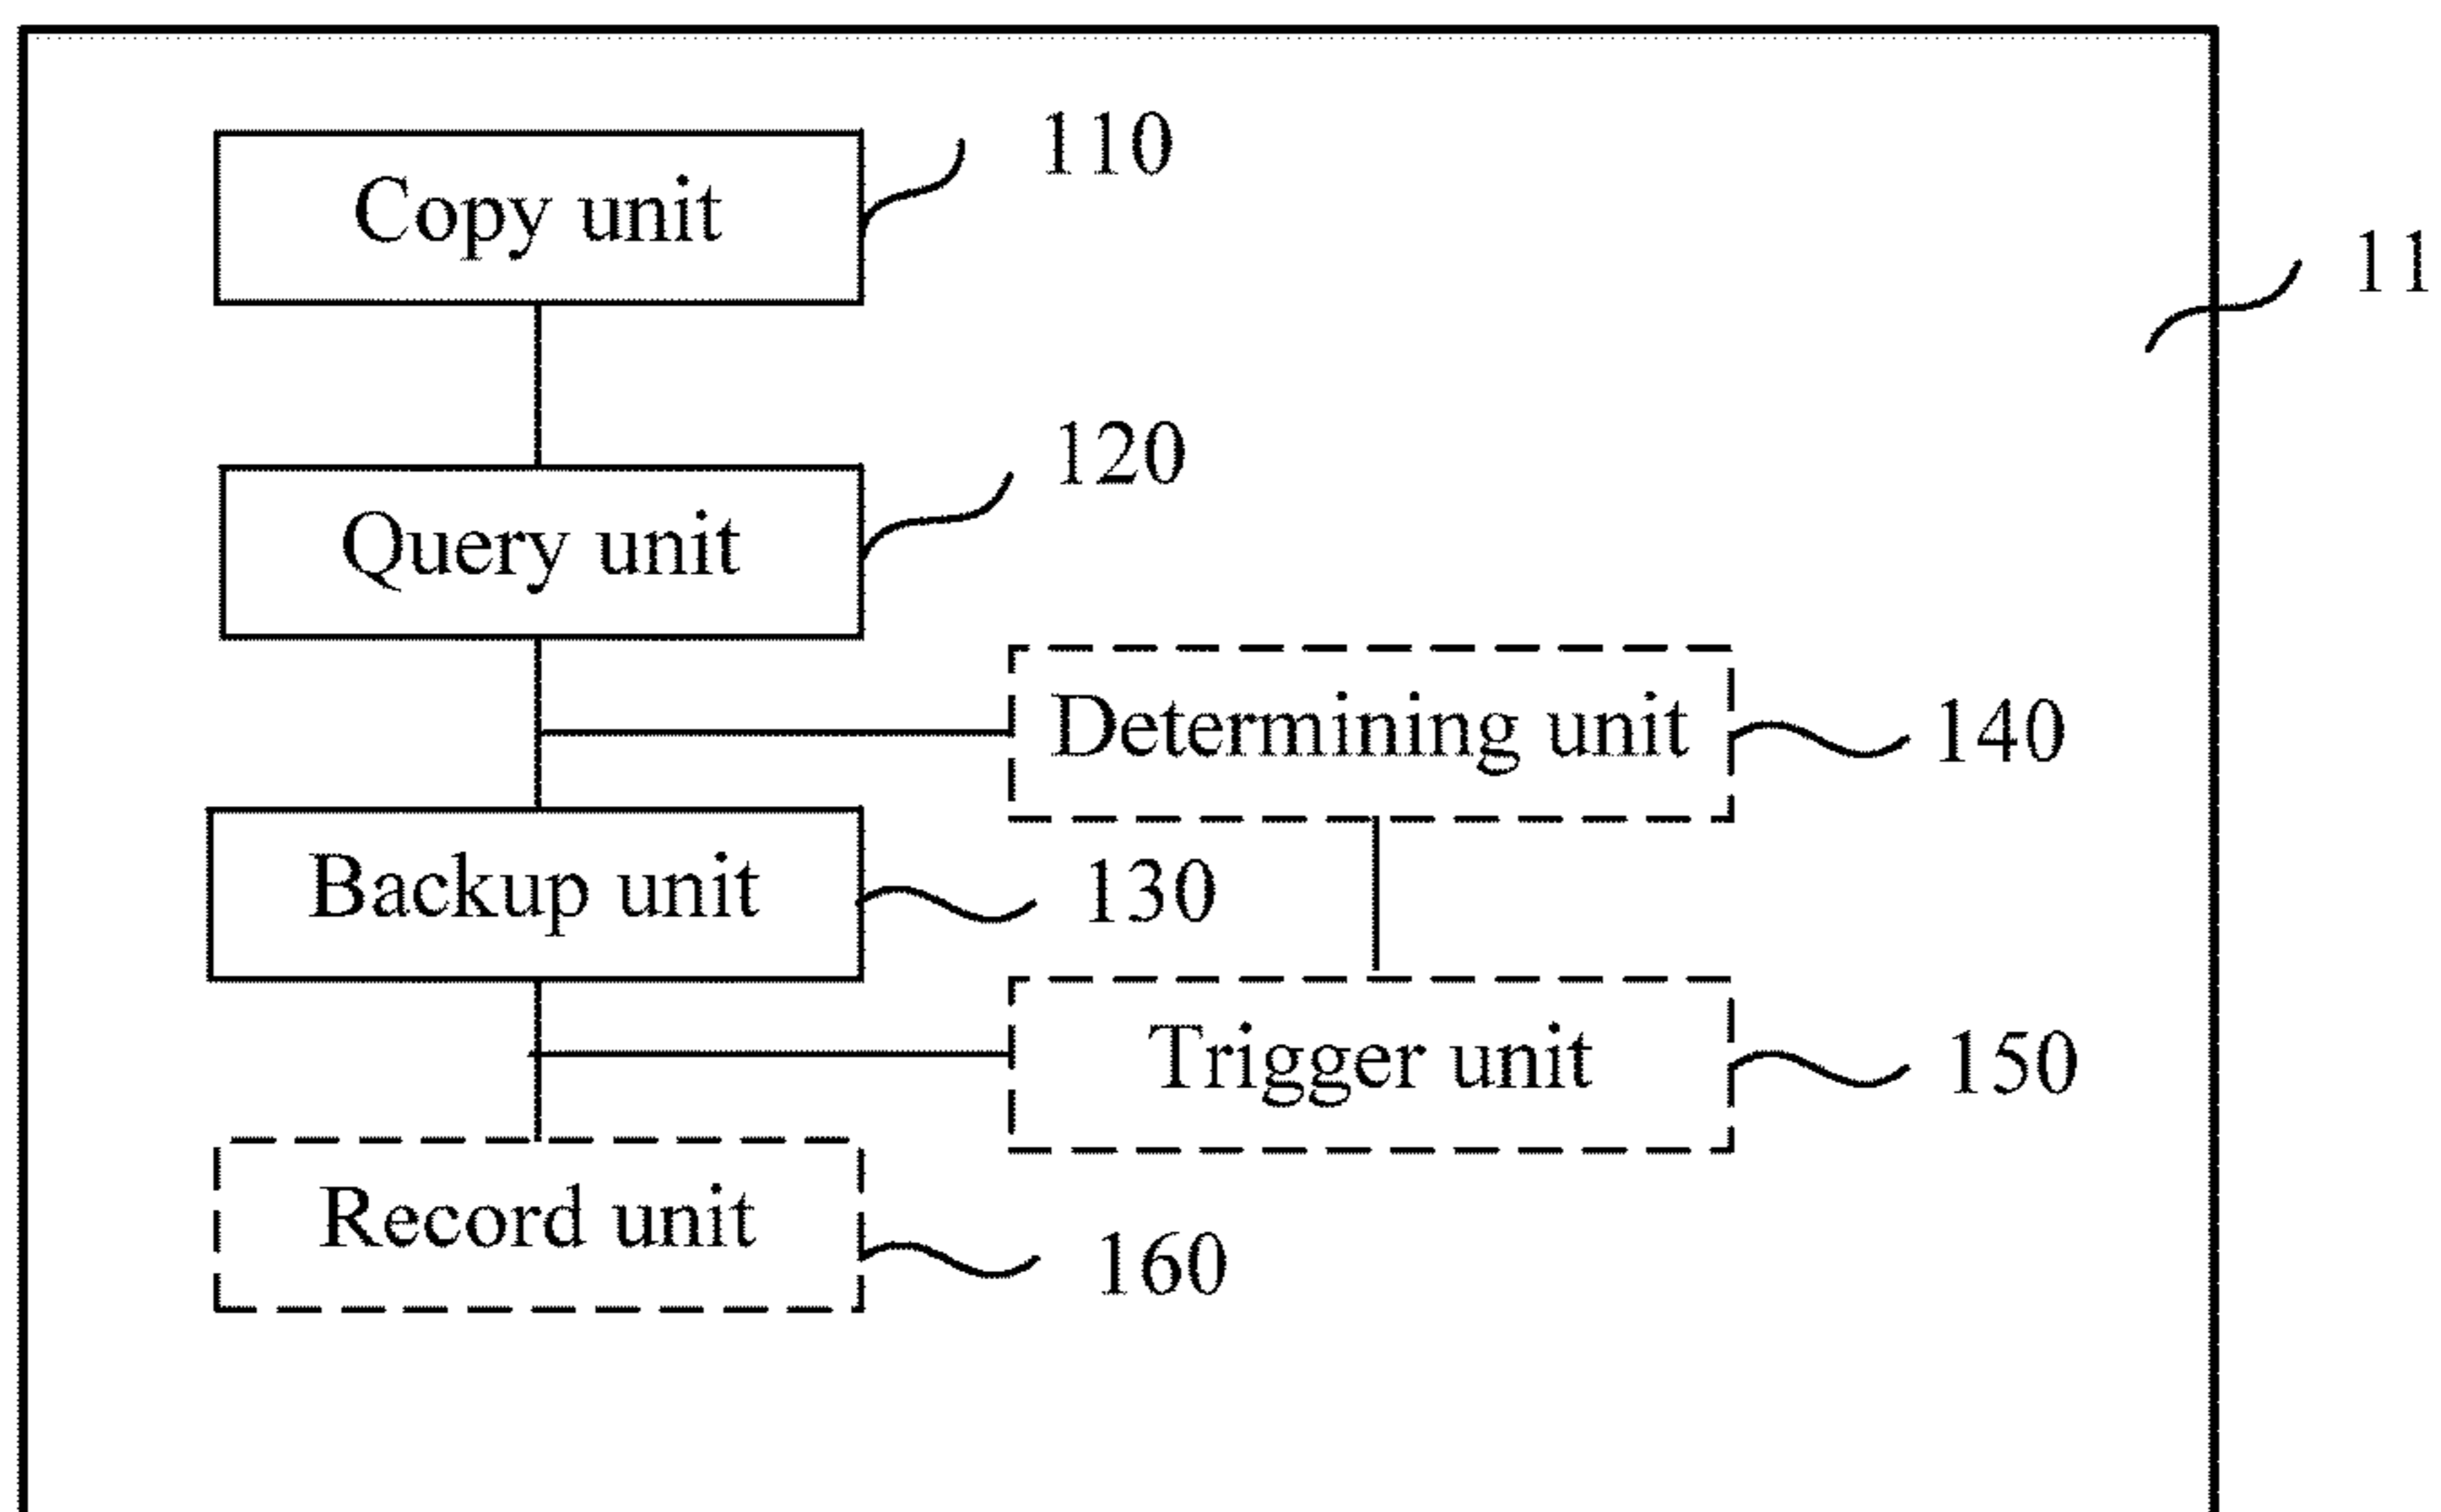 Copy unit
110
11
Query unit
120
Determining unit
140
Backup unit
130
Trigger unit
150
Record unit
160